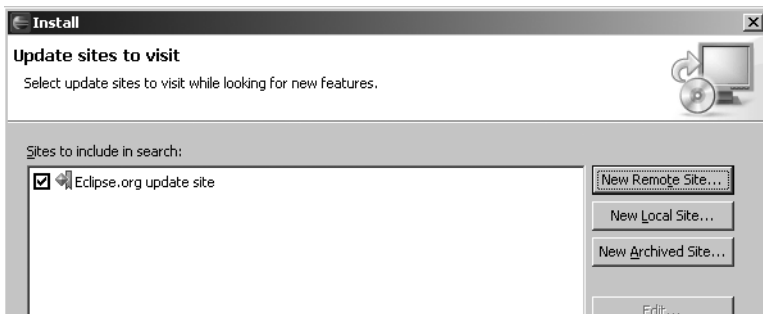 Install
Update sites to visit
Select update sites to visit while looking for new features.
Sites to include in search:
Eclipse.org update site
New Remote Site...
New Local Site...
New Archived Site...
Edit...